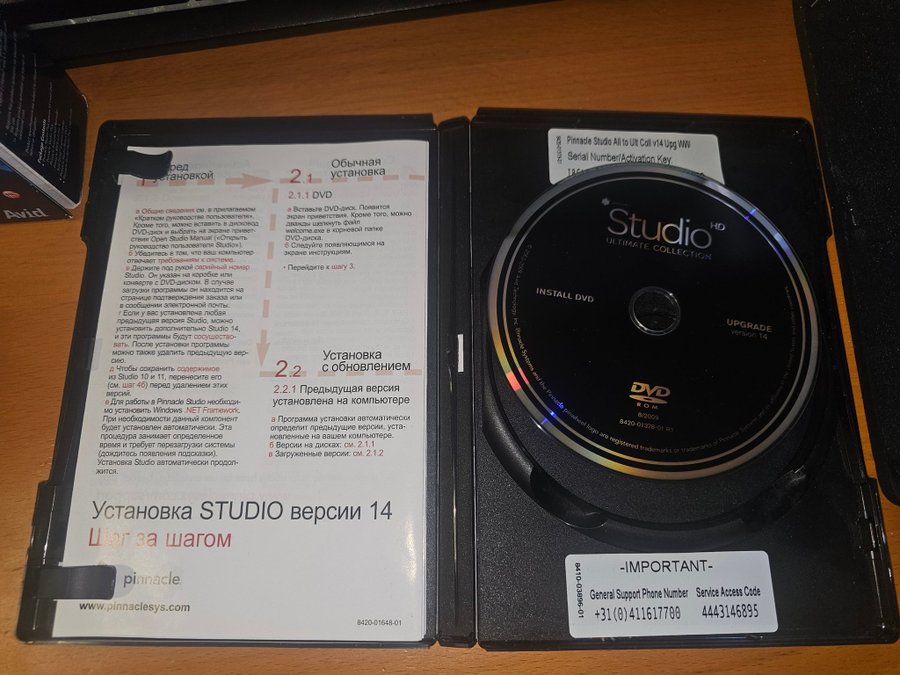 Avid
Перед
установкой
а Общие сведения см. в прилагаемом
«Кратком руководстве пользователя».
Кроме того, можно вставить в дисковод
DVD-диск и выбрать на экране привет-
ствия Open Studio Manual («Открыть
руководство пользователя Studio»).
б Убедитесь в том, что ваш компьютер
отвечает требованиям к системе.
в Держите под рукой серийный номер
Studio. Он указан на коробке или
конверте с DVD-диском. В случае
загрузки программы он находится на
странице подтверждения заказа или
в сообщении электронной почты.
г Если у вас установлена любая
предыдущая версия Studio, можно
установить дополнительно Studio 14,
и эти программы будут сосущество-
вать. После установки программы
можно также удалить предыдущую вер-
сию.
д Чтобы сохранить содержимое
из Studio 10 и 11, перенесите его
(см. шаг 4б) перед удалением этих
версий.
е Для работы в Pinnacle Studio необходи-
мо установить Windows .NET Framework.
При необходимости данный компонент
будет установлен автоматически. Эта
процедура занимает определенное
время и требует перезагрузки системы
(дождитесь появления подсказки).
Установка Studio автоматически продол-
жится.
2.1
Обычная
установка
2.1.1 DVD
а Вставьте DVD-диск. Появится
экран приветствия. Кроме того, можно
дважды щелкнуть файл
welcome.exe в корневой папке
DVD-диска.
б Следуйте появляющимся на
экране инструкциям.
• Перейдите к шагу 3.
2.2
Установка
с обновлением
2.2.1 Предыдущая версия
установлена на компьютере
а Программа установки автоматически
определит предыдущие версии, уста-
новленные на вашем компьютере.
б Версии на дисках: см. 2.1.1
в Загруженные версии: см. 2.1.2
Установка STUDIO версии 14
Шаг за шагом
pinnacle
www.pinnaclesys.com
8420-01648-01
Pinnacle Studio All to Ult Coll v14 Upg WW
Serial Number/Activation Key:
Studio HD
ULTIMATE COLLECTION
INSTALL DVD
UPGRADE
version 14
DVD
ROM
8/2009
8420-01378-01 R1
-IMPORTANT-
General Support Phone Number Service Access Code
+31(0)411617700 4443146895
8410-03896-01